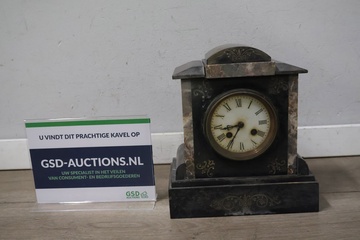 U VINDT DIT PRACHTIGE KAVEL OP
GSD-AUCTIONS.NL
UW SPECIALIST IN HET VEILEN
VAN CONSUMENT- EN BEDRIJFSGOEDEREN
GSD